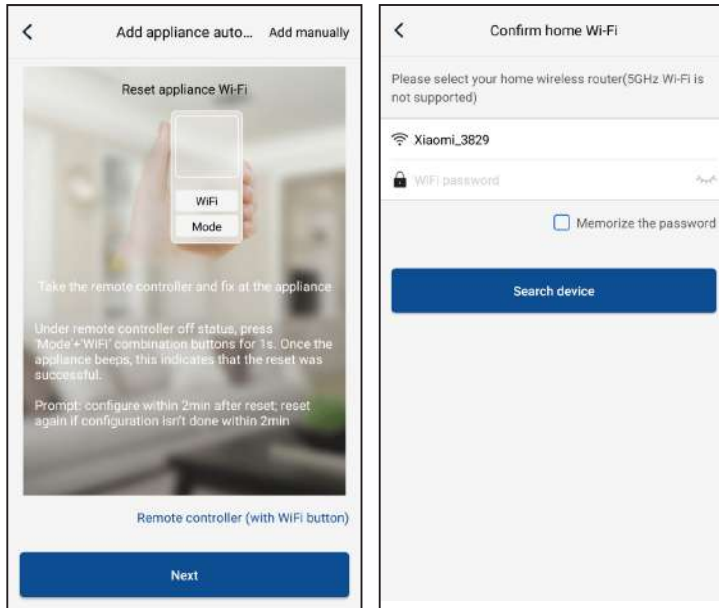 Add appliance auto... Add manually
Reset appliance Wi-Fi
WiFi
Mode
Take the remote controller and fix at the appliance
Under remote controller off status, press
'Mode'+'WiFi' combination buttons for 1s. Once the
appliance beeps, this indicates that the reset was
successful.
Prompt: configure within 2min after reset; reset
again if configuration isn't done within 2min
Remote controller (with WiFi button)
Next
Confirm home Wi-Fi
Please select your home wireless router(5GHz Wi-Fi is
not supported)
Xiaomi_3829
WiFi password
Memorize the password
Search device